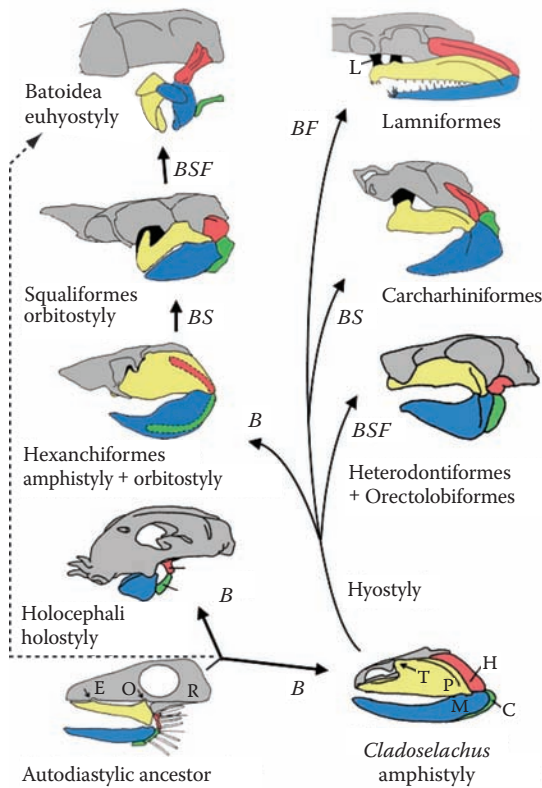 L
Batoidea
euhyostyly
BF
Lamniformes
BSF
Squaliformes
orbitostyly
Carcharhiniformes
BS
BS
B
BSF
Hexanchiformes
amphistyly + orbitostyly
Heterodontiformes
+ Orectolobiformes
Hyostyly
Holocephali
holostyly
B
E
O
R
B
T
P
H
M
C
Autodiastylic ancestor
Cladoselachus
amphistyly